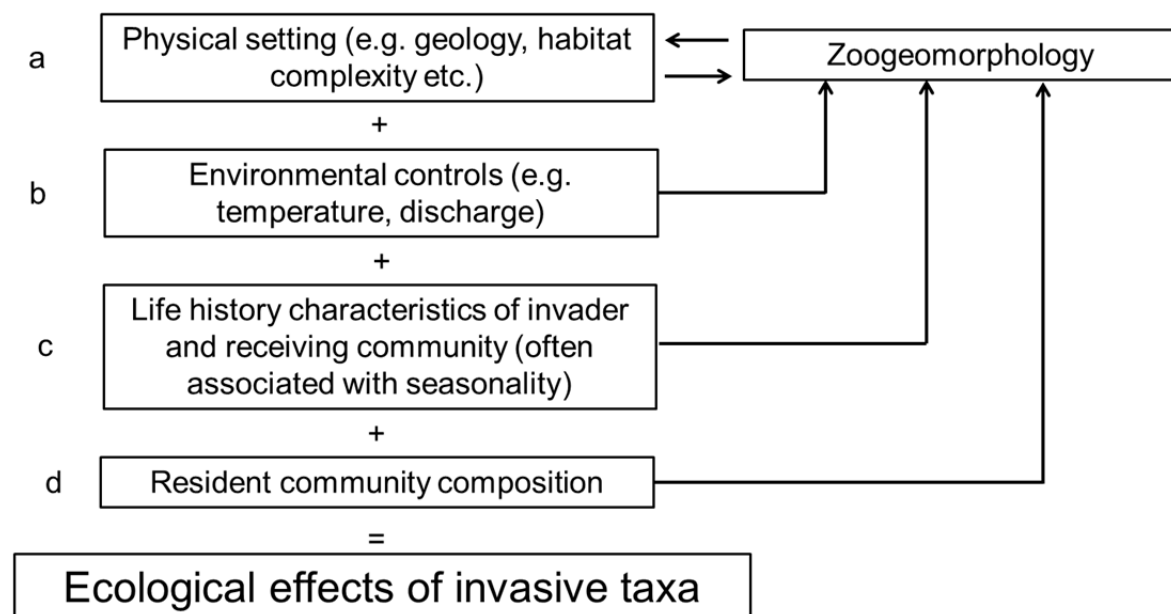 a
Physical setting (e.g. geology, habitat
complexity etc.)
Zoogeomorphology
+
b
Environmental controls (e.g.
temperature, discharge)
+
c
Life history characteristics of invader
and receiving community (often
associated with seasonality)
+
d
Resident community composition
=
Ecological effects of invasive taxa